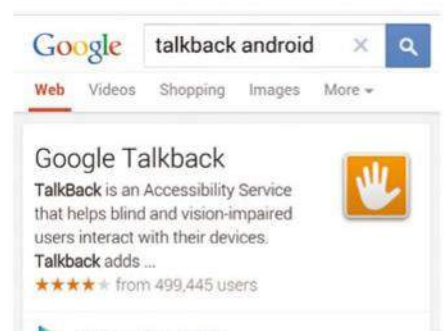 Google talkback android
Web Videos Shopping Images More
Google Talkback
TalkBack is an Accessibility Service
that helps blind and vision-impaired
users interact with their devices.
Talkback adds ...
from 499,445 users